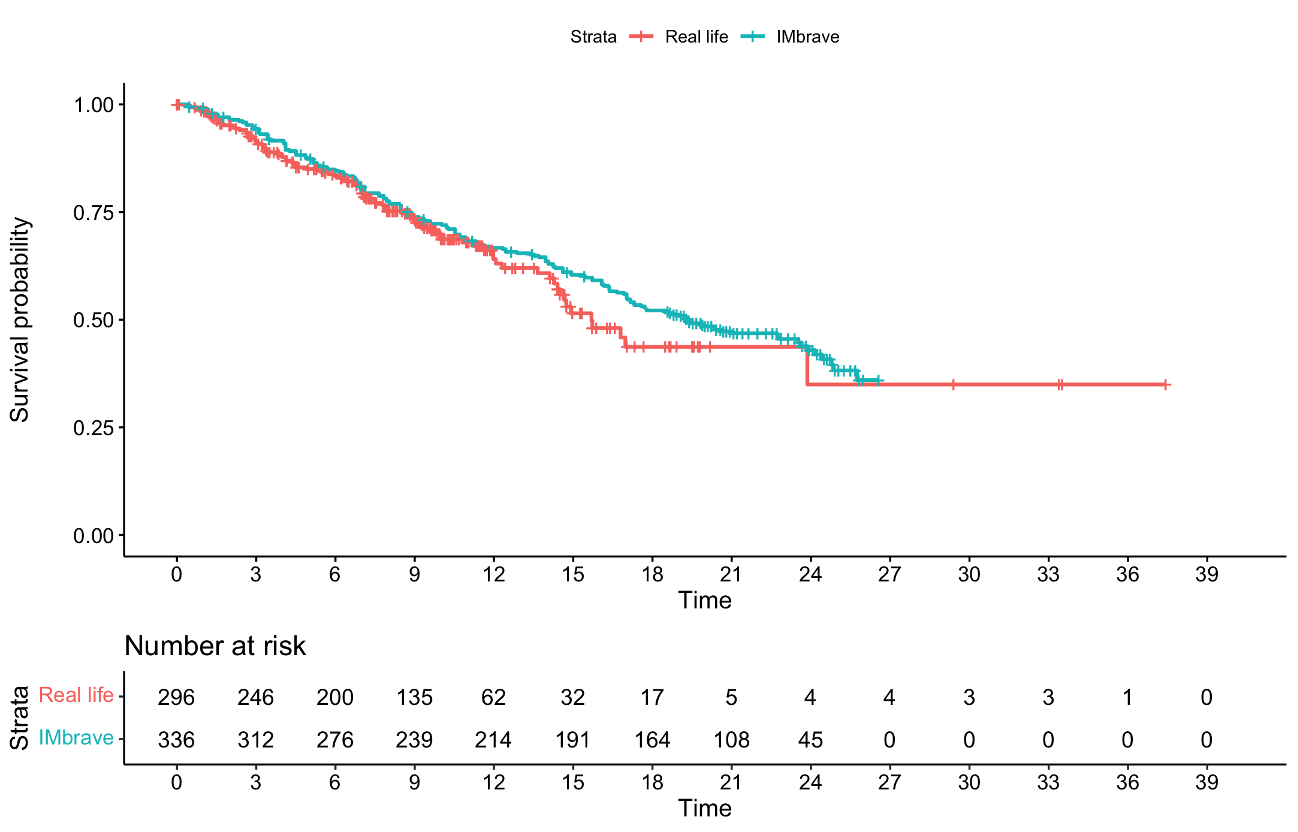 Strata Real life IMbrave
1.00
0.75
0.50
0.25
0.00
Survival probability
0 3 6 9 12 15 18 21 24 27 30 33 36 39
Time
Number at risk
Strata
Real life 296 246 200 135 62 32 17 5 4 4 3 3 1 0
IMbrave 336 312 276 239 214 191 164 108 45 0 0 0 0 0
0 3 6 9 12 15 18 21 24 27 30 33 36 39
Time